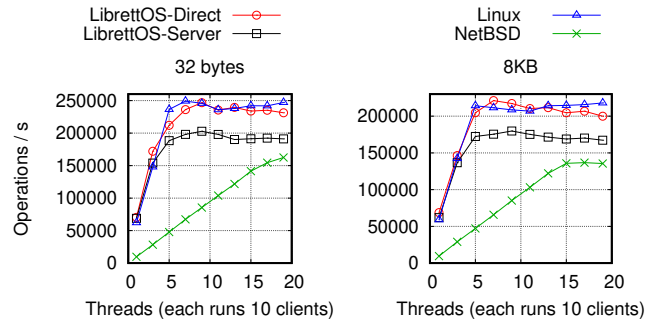 LibrettOS-Direct
LibrettOS-Server
Linux
NetBSD
32 bytes
8KB
Operations / s
250000
200000
150000
100000
50000
0
0 5 10 15 20
Threads (each runs 10 clients)
250000
200000
150000
100000
50000
0
0 5 10 15 20
Threads (each runs 10 clients)